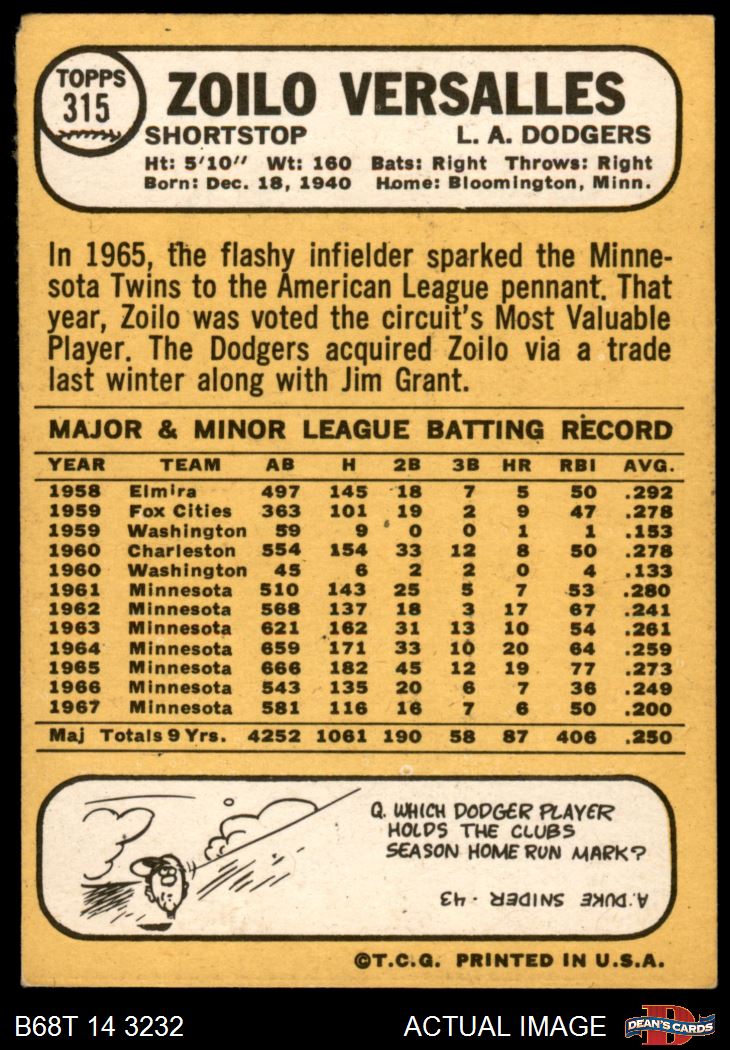 TOPPS
315
ZOILO VERSALLES
SHORTSTOP L. A. DODGERS
Ht: 5'10" Wt: 160 Bats: Right Throws: Right
Born: Dec. 18, 1940 Home: Bloomington, Minn.
In 1965, the flashy infielder sparked the Minne-
sota Twins to the American League pennant. That
year, Zoilo was voted the circuit's Most Valuable
Player. The Dodgers acquired Zoilo via a trade
last winter along with Jim Grant.
MAJOR & MINOR LEAGUE BATTING RECORD
YEAR TEAM AB H 2B 3B HR RBI AVG.
1958 Elmira 497 145 18 7 5 50 .292
1959 Fox Cities 363 101 19 2 9 47 .278
1959 Washington 59 9 0 0 1 1 .153
1960 Charleston 554 154 33 12 8 50 .278
1960 Washington 45 6 2 2 0 4 .133
1961 Minnesota 510 143 25 5 7 53 .280
1962 Minnesota 568 137 18 3 17 67 .241
1963 Minnesota 621 162 31 13 10 54 .261
1964 Minnesota 659 171 33 10 20 64 .259
1965 Minnesota 666 182 45 12 19 77 .273
1966 Minnesota 543 135 20 6 7 36 .249
1967 Minnesota 581 116 16 7 6 50 .200
Maj Totals 9 Yrs. 4252 1061 190 58 87 406 .250
Q. WHICH DODGER PLAYER
HOLDS THE CLUBS
SEASON HOME RUN MARK?
A. DUKE SNIDER - 43
©T.C.G. PRINTED IN U.S.A.
B68T 14 3232 ACTUAL IMAGE
D
DEAN'S CARDS